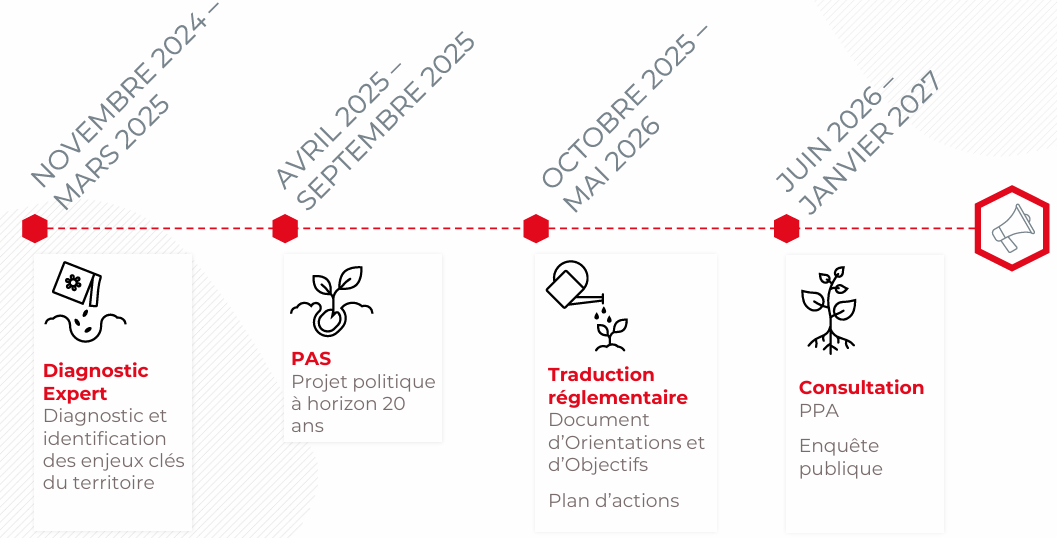 NOVEMBRE 2024 –
MARS 2025
AVRIL 2025 –
SEPTEMBRE 2025
OCTOBRE 2025 –
MAI 2026
JUIN 2026 –
JANVIER 2027
Diagnostic
Expert
Diagnostic et
identification
des enjeux clés
du territoire
PAS
Projet politique
à horizon 20
ans
Traduction
réglementaire
Document
d’Orientations et
d’Objectifs
Plan d’actions
Consultation
PPA
Enquête
publique